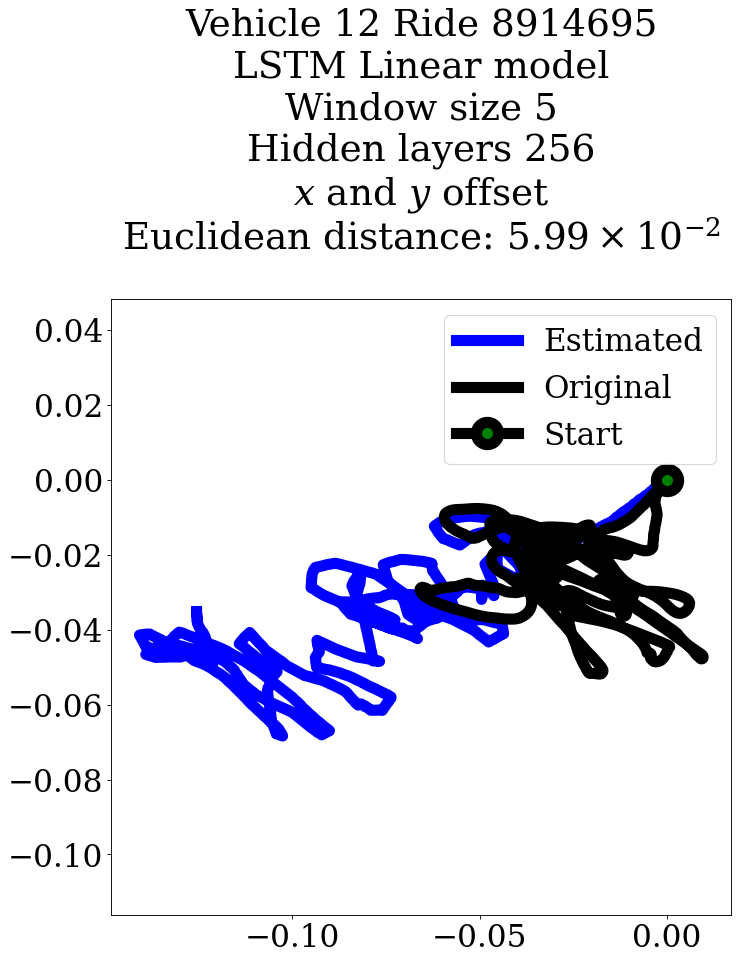 Vehicle 12 Ride 8914695
LSTM Linear model
Window size 5
Hidden layers 256
x and y offset
Euclidean distance: 5.99 × 10⁻²
Estimated
Original
Start
0.04
0.02
0.00
−0.02
−0.04
−0.06
−0.08
−0.10
−0.10 −0.05 0.00